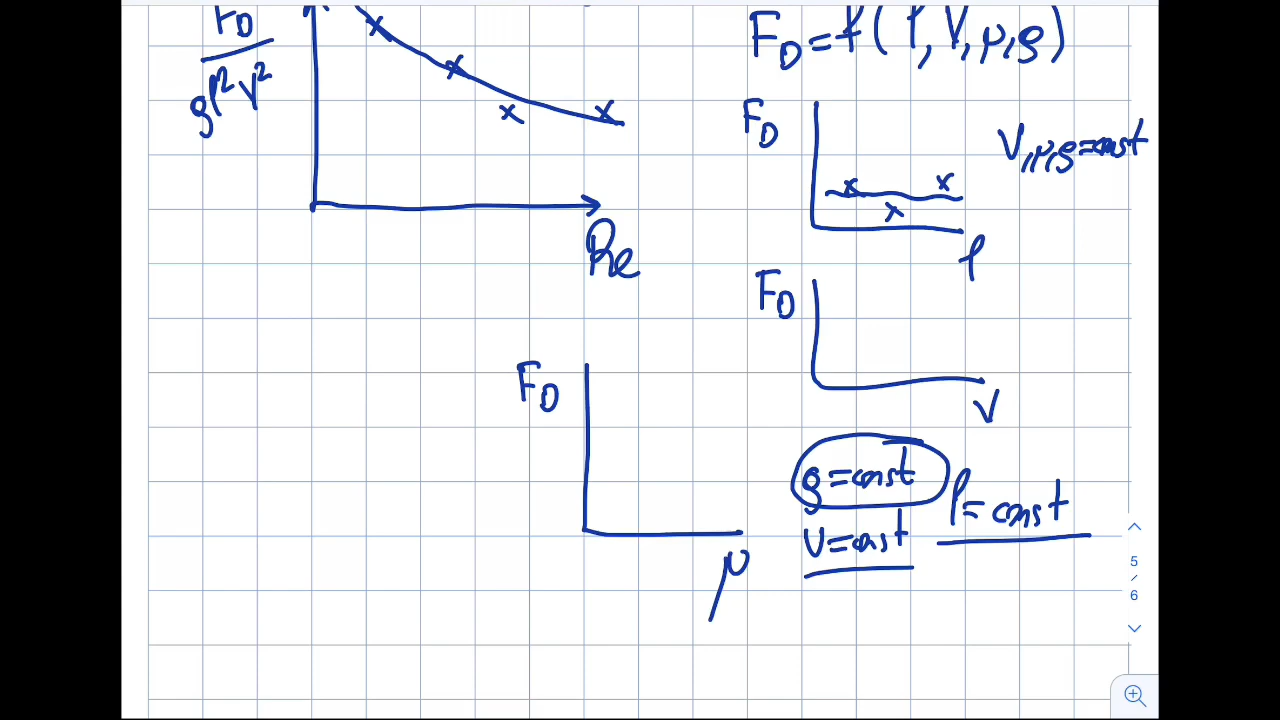 F_D = f(l, V, μ, ρ)
F_D
ρl²V²
Re
F_D
V, μ, ρ = const
l
F_D
V
F_D
μ
ρ = const
l = const
V = const
5
/
6